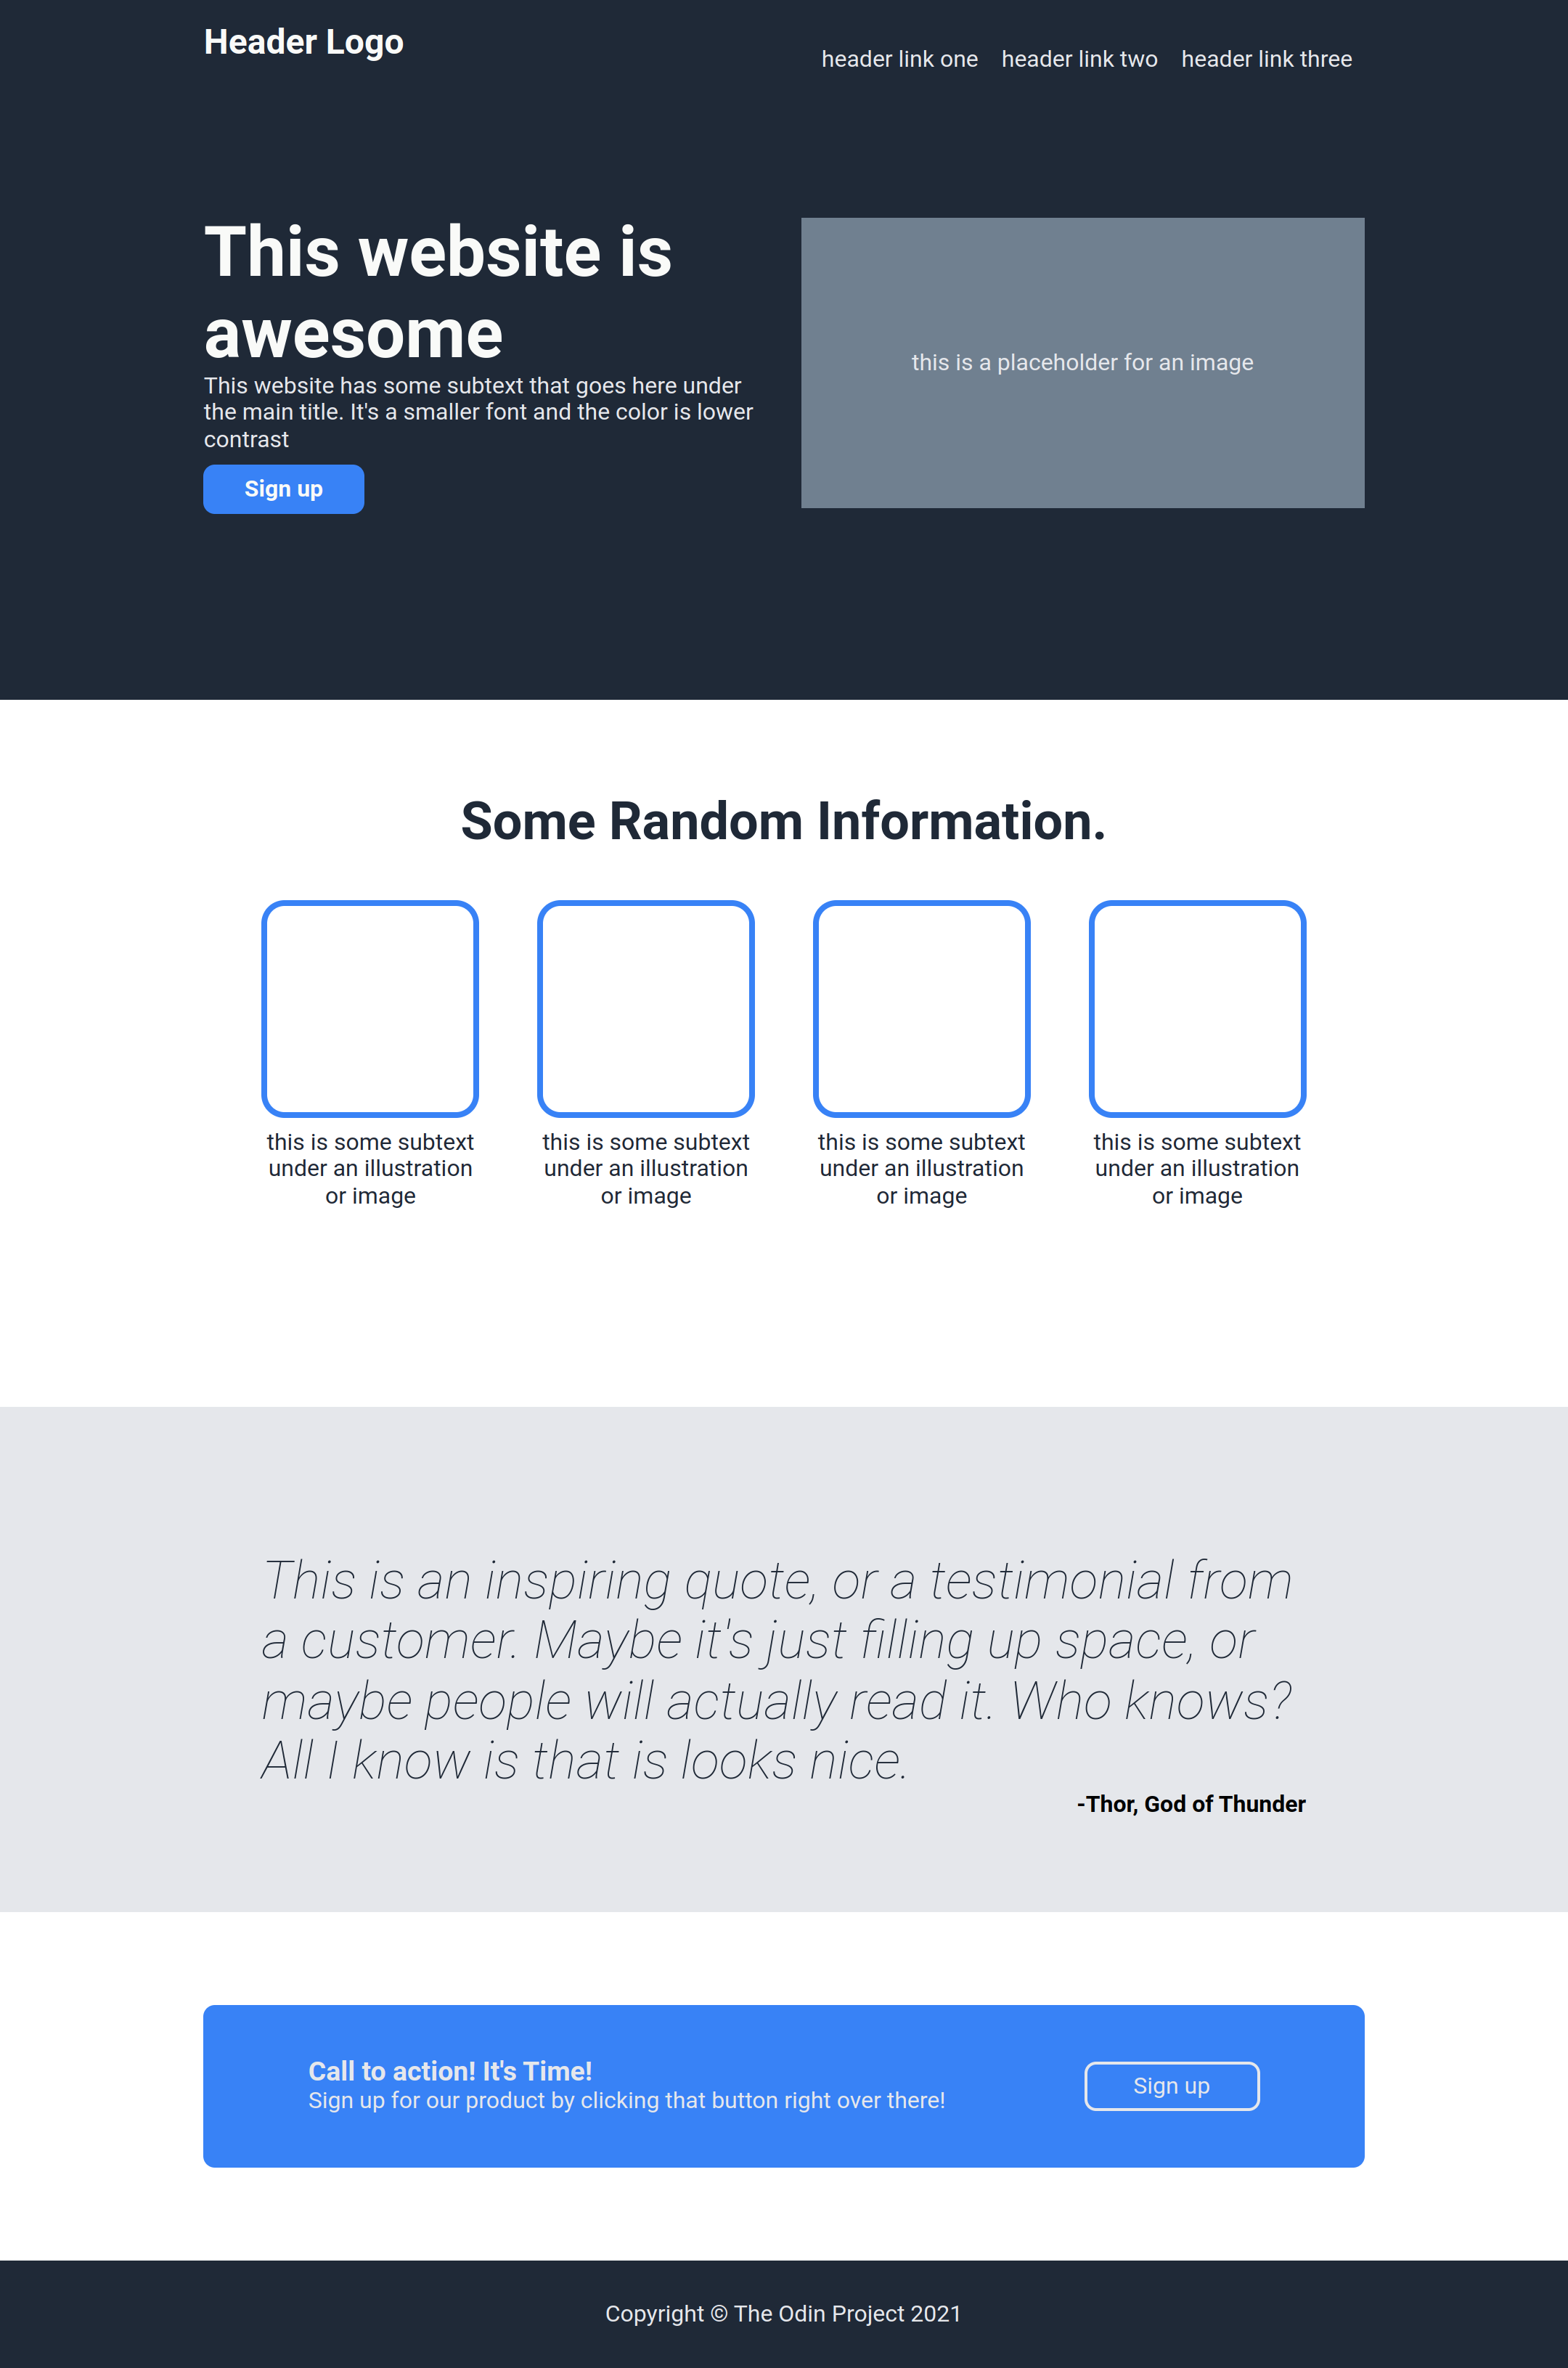 Header Logo
header link one header link two header link three
This website is
awesome
This website has some subtext that goes here under
the main title. It's a smaller font and the color is lower
contrast
Sign up
this is a placeholder for an image
Some Random Information.
this is some subtext
under an illustration
or image
this is some subtext
under an illustration
or image
this is some subtext
under an illustration
or image
this is some subtext
under an illustration
or image
This is an inspiring quote, or a testimonial from
a customer. Maybe it's just filling up space, or
maybe people will actually read it. Who knows?
All I know is that is looks nice.
-Thor, God of Thunder
Call to action! It's Time!
Sign up for our product by clicking that button right over there!
Sign up
Copyright © The Odin Project 2021